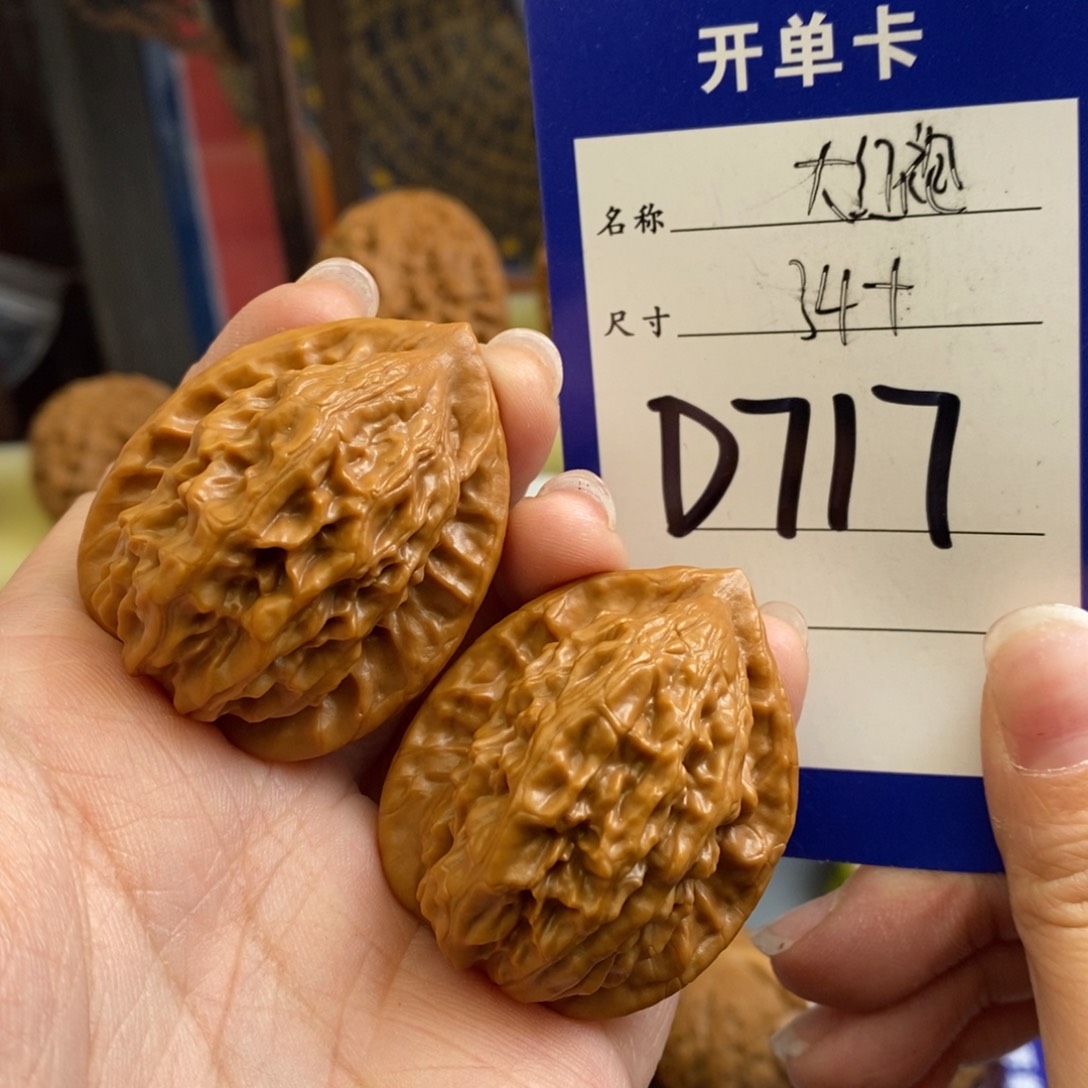 开单卡
名称 大红袍
尺寸 34+
D717